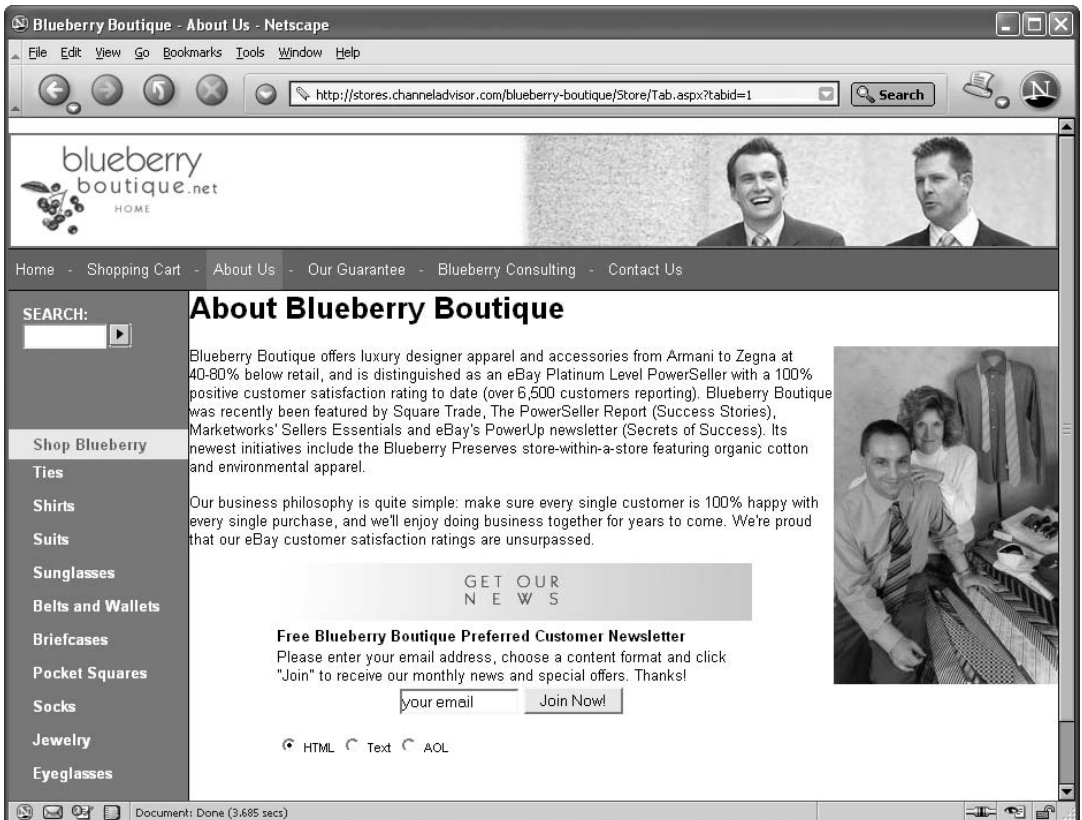 Blueberry Boutique - About Us - Netscape
File Edit View Go Bookmarks Tools Window Help
http://stores.channeladvisor.com/blueberry-boutique/Store/Tab.aspx?tabid=1 Search N
blueberry
boutique.net
HOME
Home - Shopping Cart - About Us - Our Guarantee - Blueberry Consulting - Contact Us
SEARCH:
Shop Blueberry
Ties
Shirts
Suits
Sunglasses
Belts and Wallets
Briefcases
Pocket Squares
Socks
Jewelry
Eyeglasses
About Blueberry Boutique
Blueberry Boutique offers luxury designer apparel and accessories from Armani to Zegna at
40-80% below retail, and is distinguished as an eBay Platinum Level PowerSeller with a 100%
positive customer satisfaction rating to date (over 6,500 customers reporting). Blueberry Boutique
was recently been featured by Square Trade, The PowerSeller Report (Success Stories),
Marketworks' Sellers Essentials and eBay's PowerUp newsletter (Secrets of Success). Its
newest initiatives include the Blueberry Preserves store-within-a-store featuring organic cotton
and environmental apparel.
Our business philosophy is quite simple: make sure every single customer is 100% happy with
every single purchase, and we'll enjoy doing business together for years to come. We're proud
that our eBay customer satisfaction ratings are unsurpassed.
GET OUR
NEWS
Free Blueberry Boutique Preferred Customer Newsletter
Please enter your email address, choose a content format and click
"Join" to receive our monthly news and special offers. Thanks!
your email Join Now!
HTML Text AOL
Document: Done (3.685 secs)